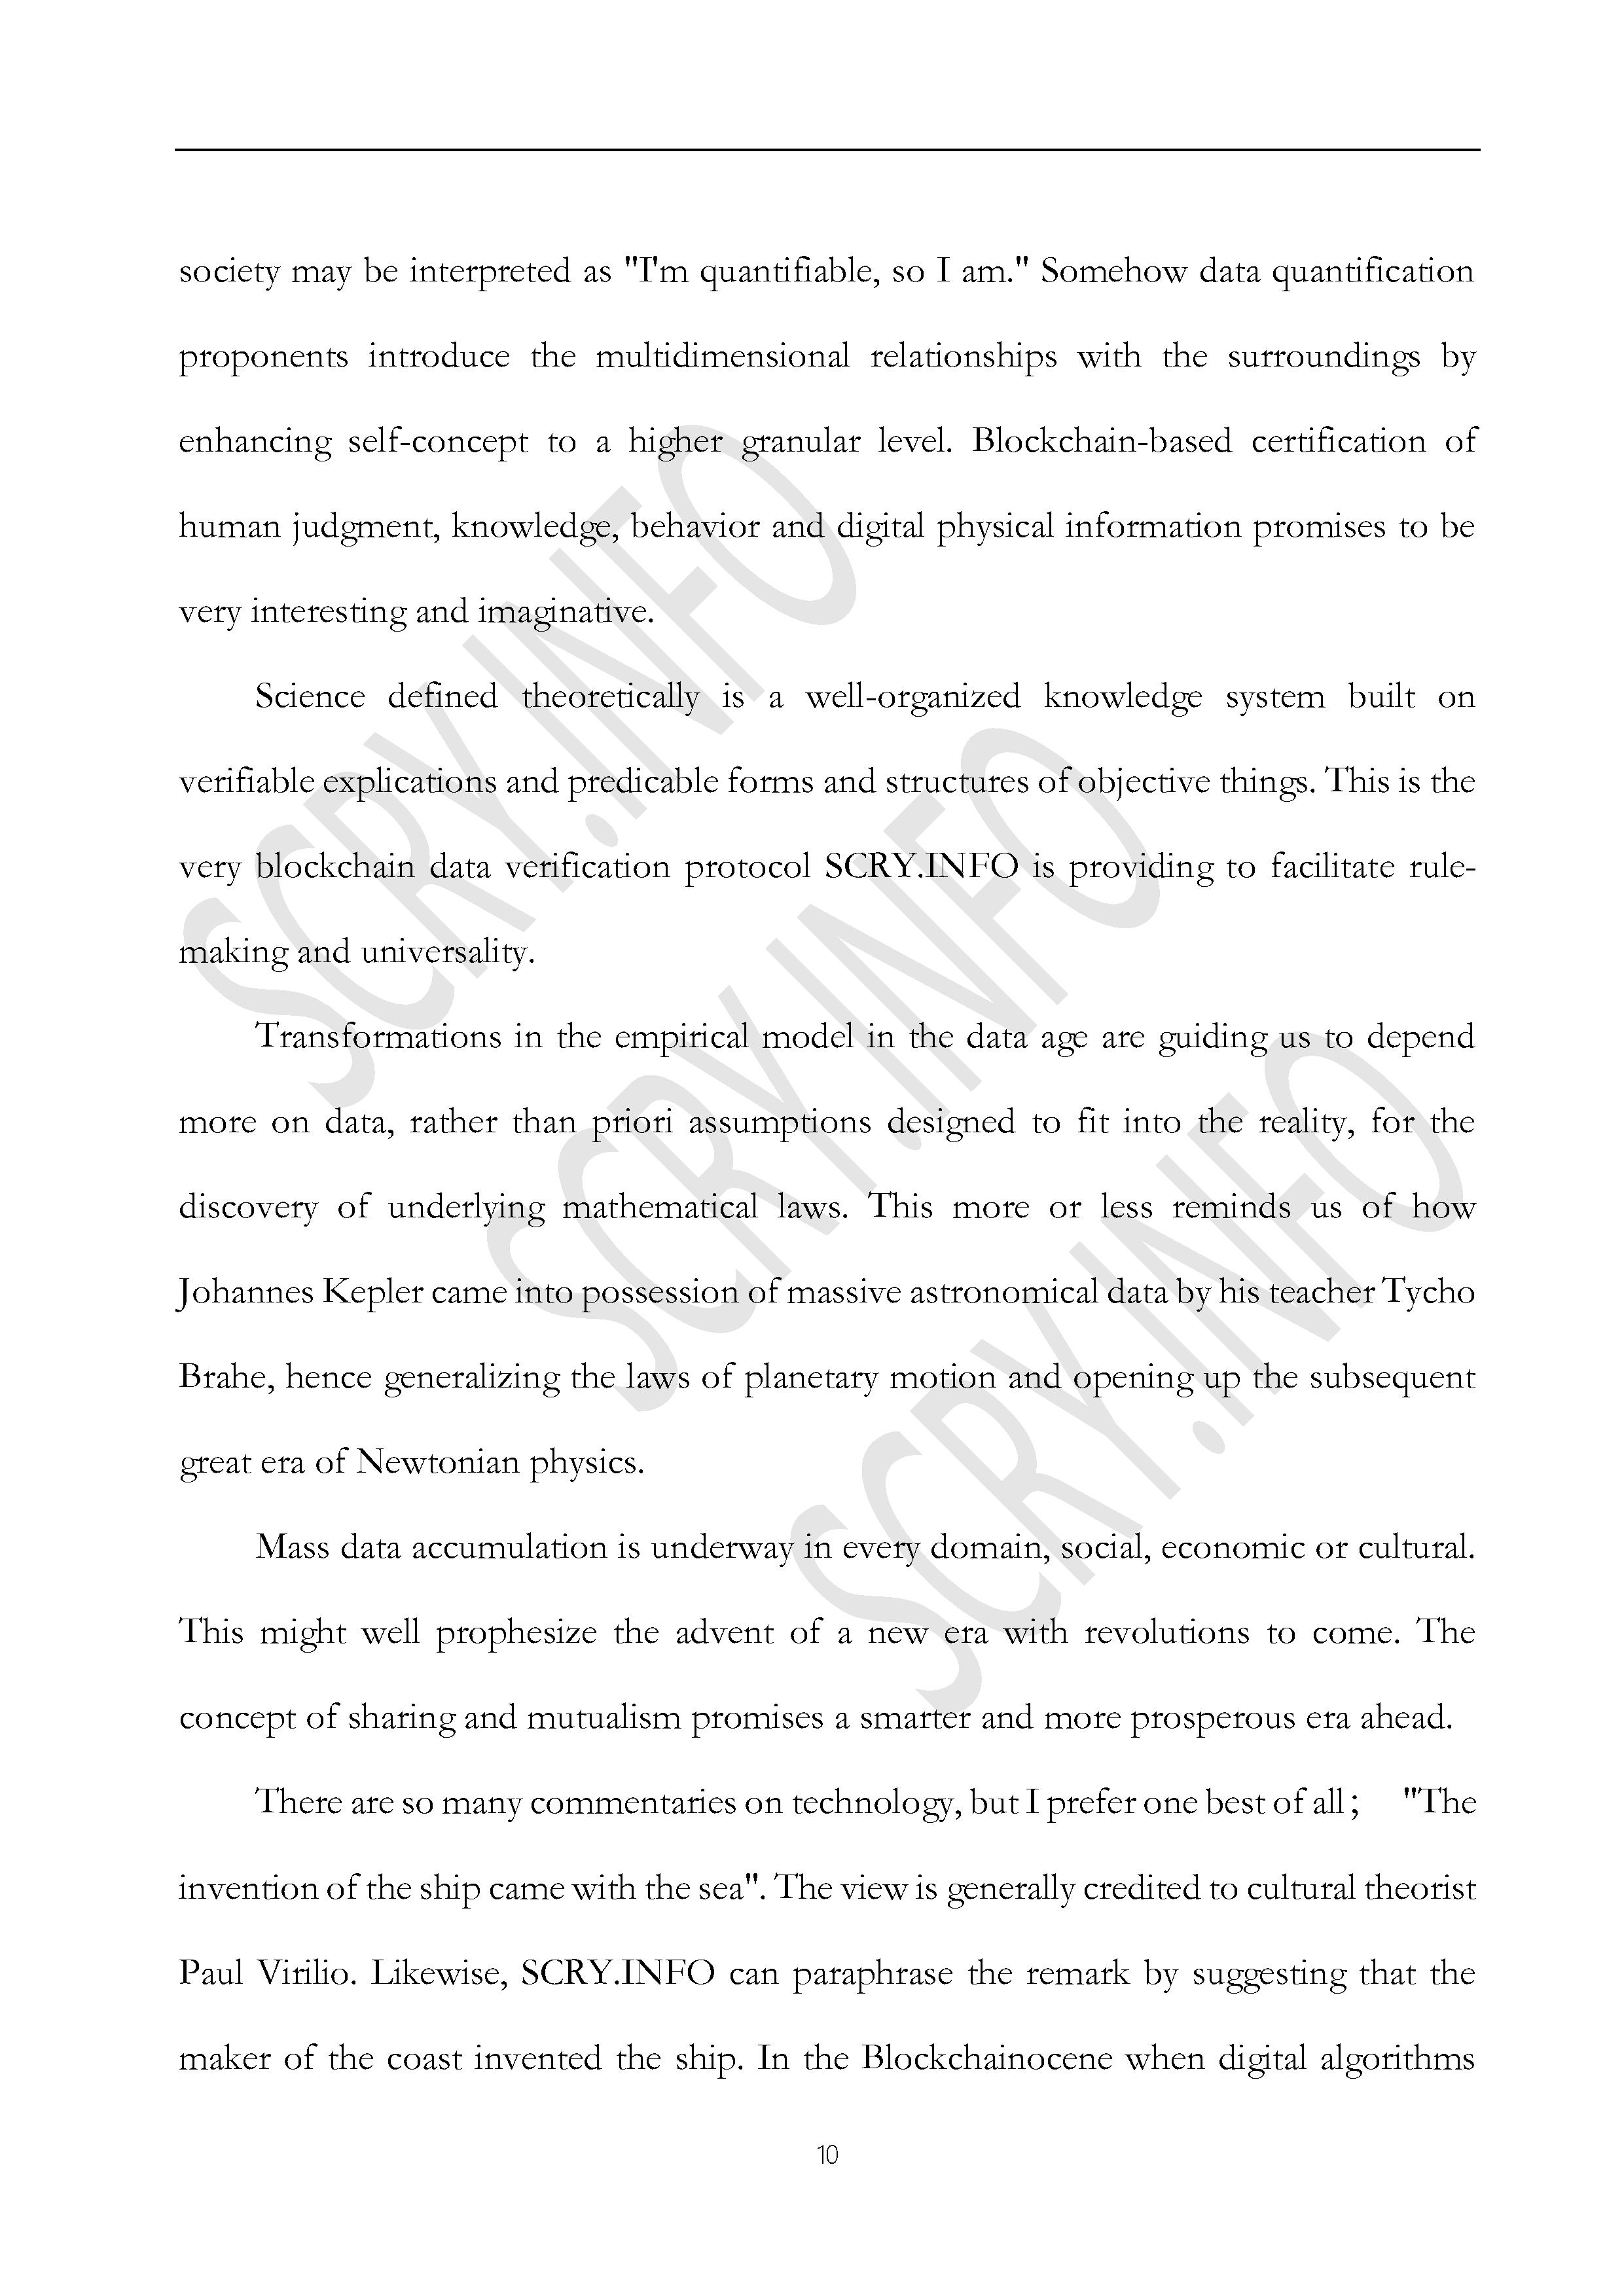 society may be interpreted as "I'm quantifiable, so I am." Somehow data quantification
proponents introduce the multidimensional relationships with the surroundings by
enhancing self-concept to a higher granular level. Blockchain-based certification of
human judgment, knowledge, behavior and digital physical information promises to be
very interesting and imaginative.
Science defined theoretically is a well-organized knowledge system built on
verifiable explications and predicable forms and structures of objective things. This is the
very blockchain data verification protocol SCRY.INFO is providing to facilitate rule-
making and universality.
Transformations in the empirical model in the data age are guiding us to depend
more on data, rather than priori assumptions designed to fit into the reality, for the
discovery of underlying mathematical laws. This more or less reminds us of how
Johannes Kepler came into possession of massive astronomical data by his teacher Tycho
Brahe, hence generalizing the laws of planetary motion and opening up the subsequent
great era of Newtonian physics.
Mass data accumulation is underway in every domain, social, economic or cultural.
This might well prophesize the advent of a new era with revolutions to come. The
concept of sharing and mutualism promises a smarter and more prosperous era ahead.
There are so many commentaries on technology, but I prefer one best of all; "The
invention of the ship came with the sea". The view is generally credited to cultural theorist
Paul Virilio. Likewise, SCRY.INFO can paraphrase the remark by suggesting that the
maker of the coast invented the ship. In the Blockchainocene when digital algorithms
10
SCRY.INFO
SCRY.INFO
SCRY.INFO